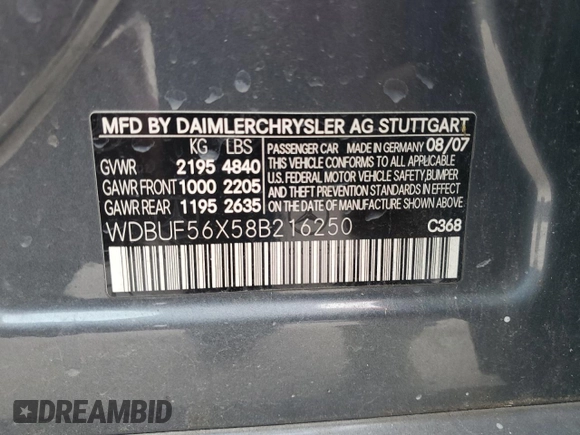 MFD BY DAIMLERCHRYSLER AG STUTTGART
KG LBS
GVWR 2195 4840
GAWR FRONT 1000 2205
GAWR REAR 1195 2635
PASSENGER CAR MADE IN GERMANY 08/07
THIS VEHICLE CONFORMS TO ALL APPLICABLE
U.S. FEDERAL MOTOR VEHICLE SAFETY, BUMPER
AND THEFT PREVENTION STANDARDS IN EFFECT
ON THE DATE OF MANUFACTURE SHOWN ABOVE.
WDBUF56X58B216250
C368
DREAMBID